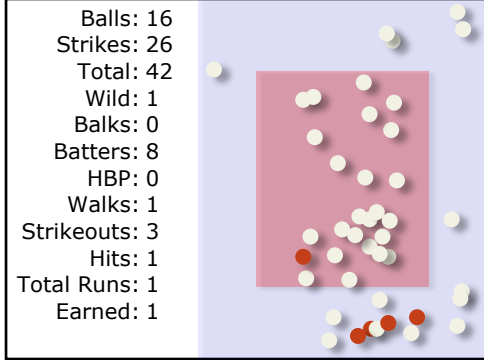 Balls: 16
Strikes: 26
Total: 42
Wild: 1
Balks: 0
Batters: 8
HBP: 0
Walks: 1
Strikeouts: 3
Hits: 1
Total Runs: 1
Earned: 1